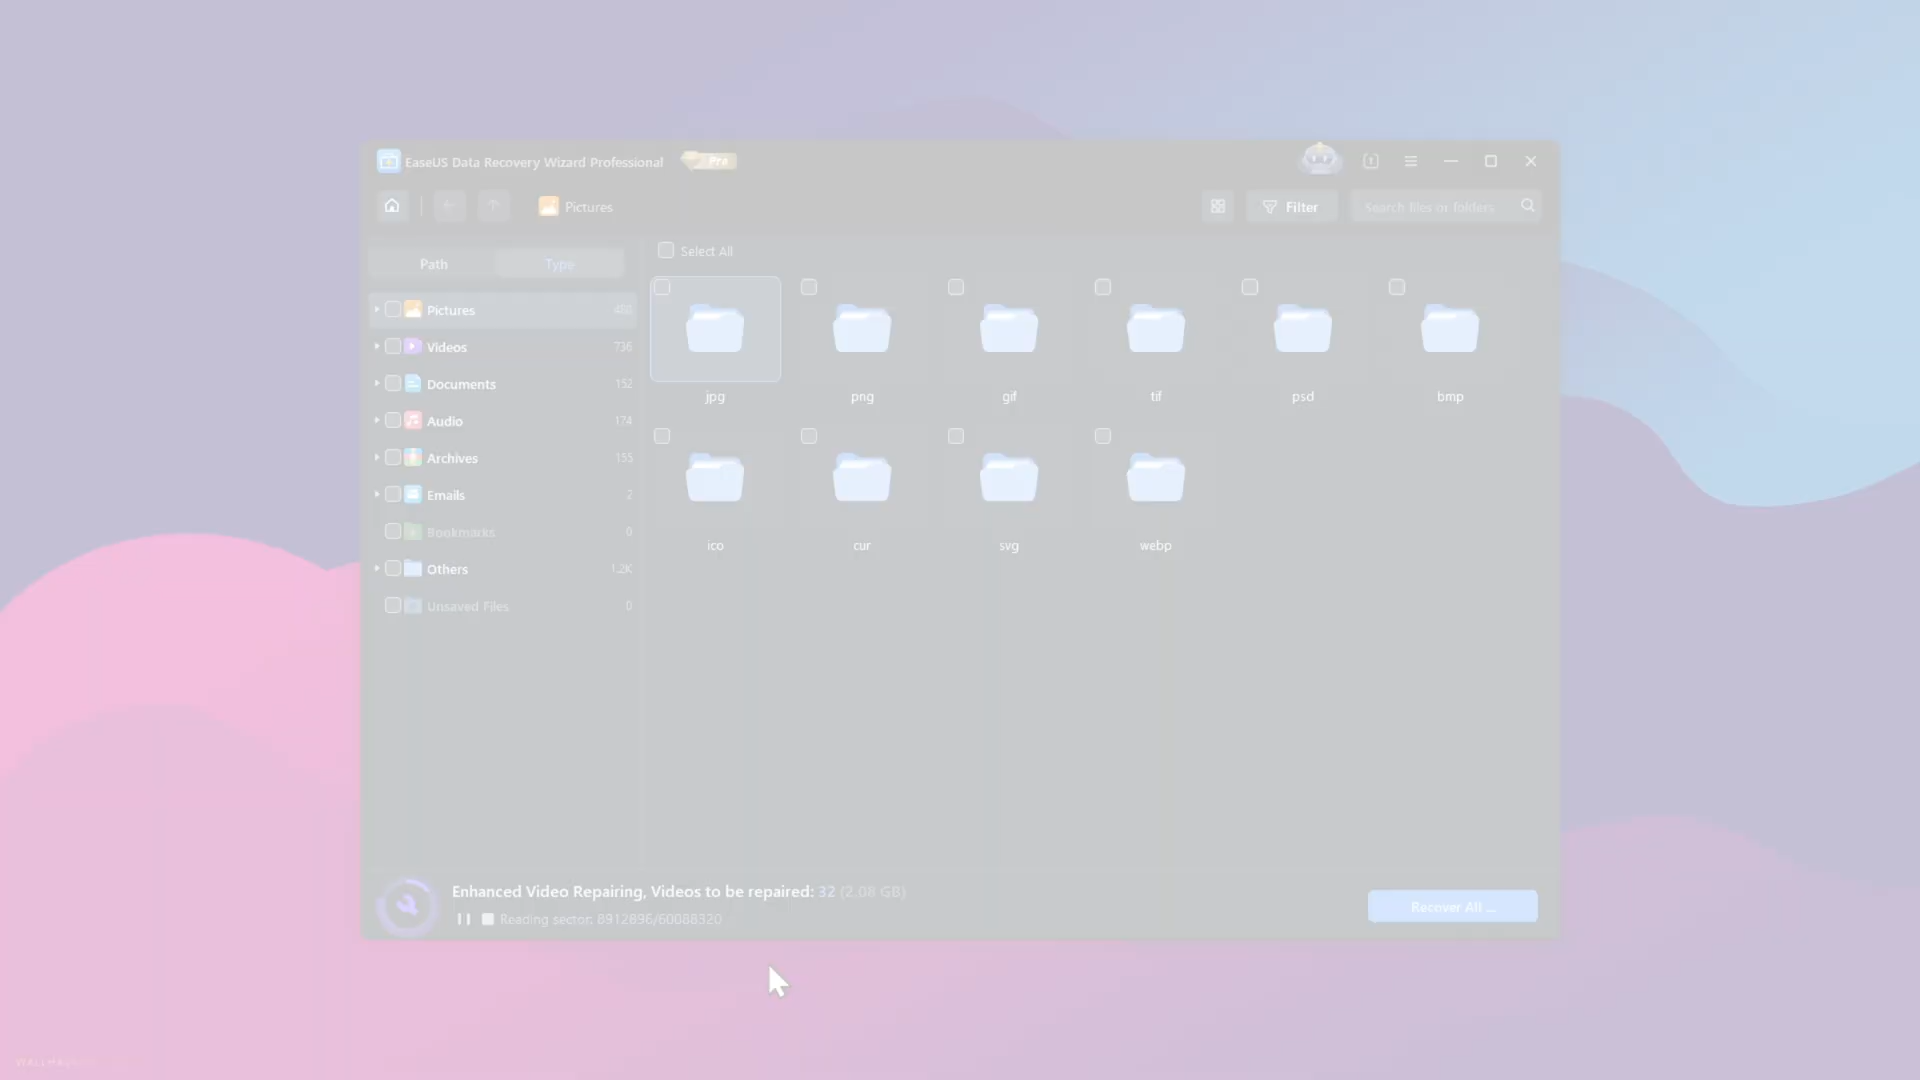 EaseUS Data Recovery Wizard Professional Pro
Pictures
Filter
Search files or folders
Path
Type
Select All
Pictures 480
Videos 736
Documents 152
Audio 174
Archives 155
Emails 2
Bookmarks 0
Others 1.2K
Unsaved Files 0
jpg
png
gif
tif
psd
bmp
ico
cur
svg
webp
Enhanced Video Repairing, Videos to be repaired: 32 (2.08 GB)
Reading sector: 8912896/60088320
Recover All ...